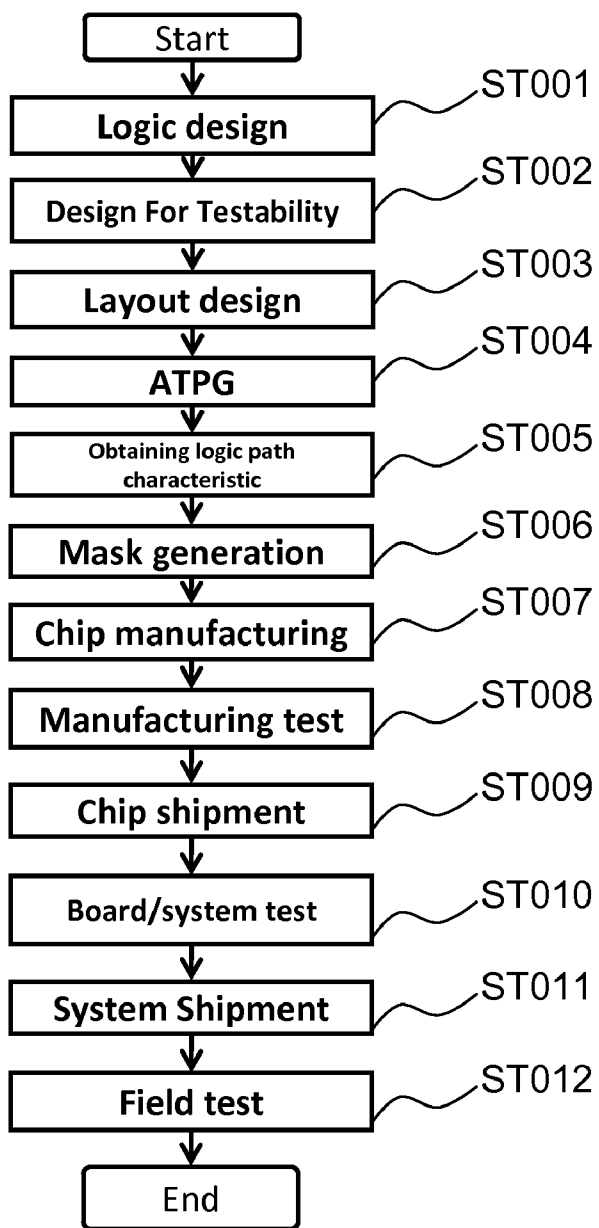 Start
ST001
Logic design
ST002
Design For Testability
ST003
Layout design
ST004
ATPG
ST005
Obtaining logic path
characteristic
ST006
Mask generation
ST007
Chip manufacturing
ST008
Manufacturing test
ST009
Chip shipment
ST010
Board/system test
ST011
System Shipment
ST012
Field test
End